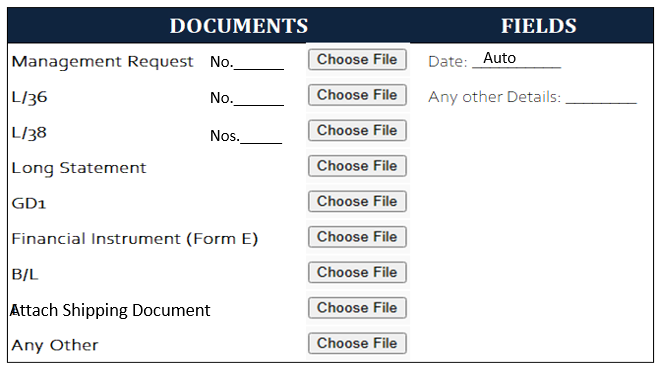 DOCUMENTS FIELDS
Management Request No.______ Choose File Date: __________ Auto
L/36 No.______ Choose File Any other Details: ________
L/38 Nos._____ Choose File
Long Statement Choose File
GD1 Choose File
Financial Instrument (Form E) Choose File
B/L Choose File
Attach Shipping Document Choose File
Any Other Choose File